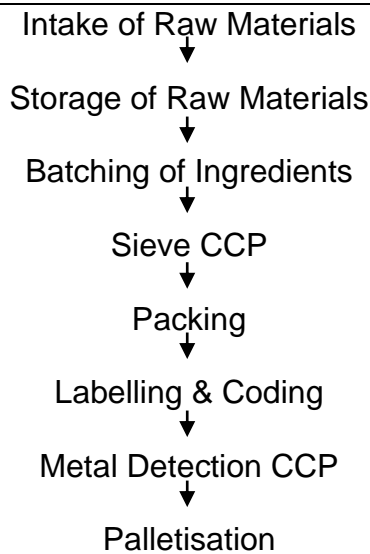 Intake of Raw Materials
Storage of Raw Materials
Batching of Ingredients
Sieve CCP
Packing
Labelling & Coding
Metal Detection CCP
Palletisation